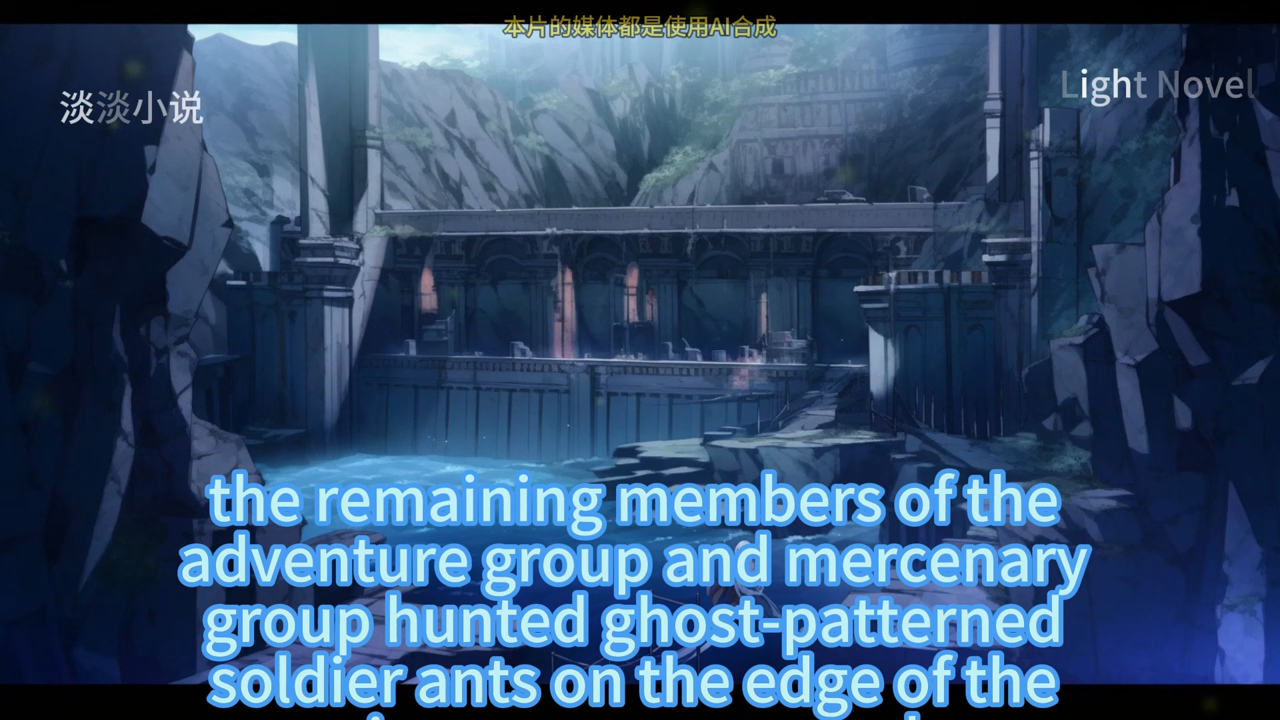 本片的媒体都是使用AI合成
淡淡小说
Light Novel
the remaining members of the
adventure group and mercenary
group hunted ghost-patterned
soldier ants on the edge of the